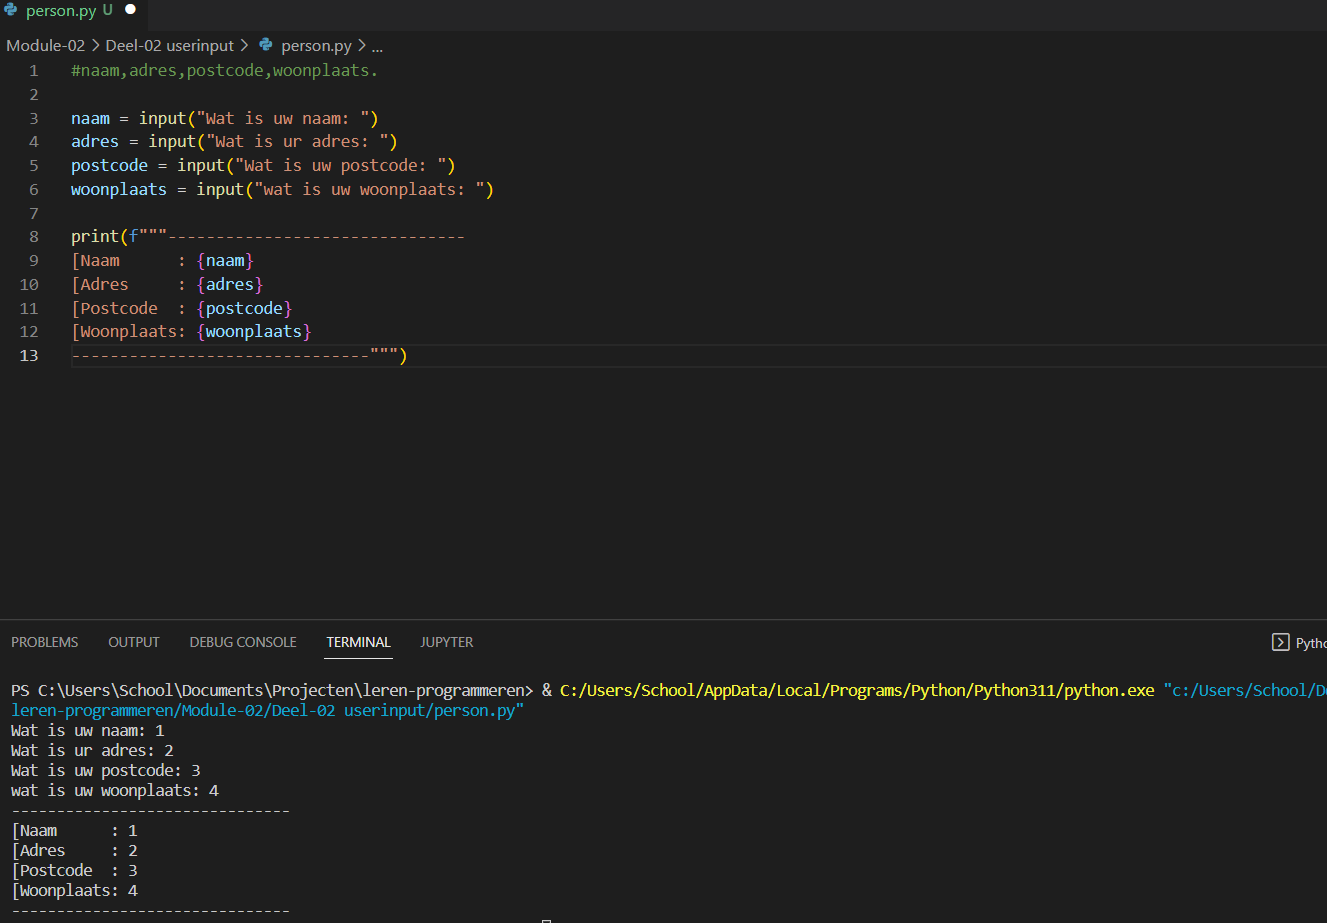 person.py U
Module-02 > Deel-02 userinput > person.py > ...
1 #naam,adres,postcode,woonplaats.
2
3 naam = input("Wat is uw naam: ")
4 adres = input("Wat is ur adres: ")
5 postcode = input("Wat is uw postcode: ")
6 woonplaats = input("wat is uw woonplaats: ")
7
8 print(f"""-------------------------------
9 [Naam      : {naam}
10 [Adres     : {adres}
11 [Postcode  : {postcode}
12 [Woonplaats: {woonplaats}
13 -------------------------------""")
PROBLEMS OUTPUT DEBUG CONSOLE TERMINAL JUPYTER Pytho
PS C:\Users\School\Documents\Projecten\leren-programmeren> & C:/Users/School/AppData/Local/Programs/Python/Python311/python.exe "c:/Users/School/D
leren-programmeren/Module-02/Deel-02 userinput/person.py"
Wat is uw naam: 1
Wat is ur adres: 2
Wat is uw postcode: 3
wat is uw woonplaats: 4
-------------------------------
[Naam      : 1
[Adres     : 2
[Postcode  : 3
[Woonplaats: 4
-------------------------------